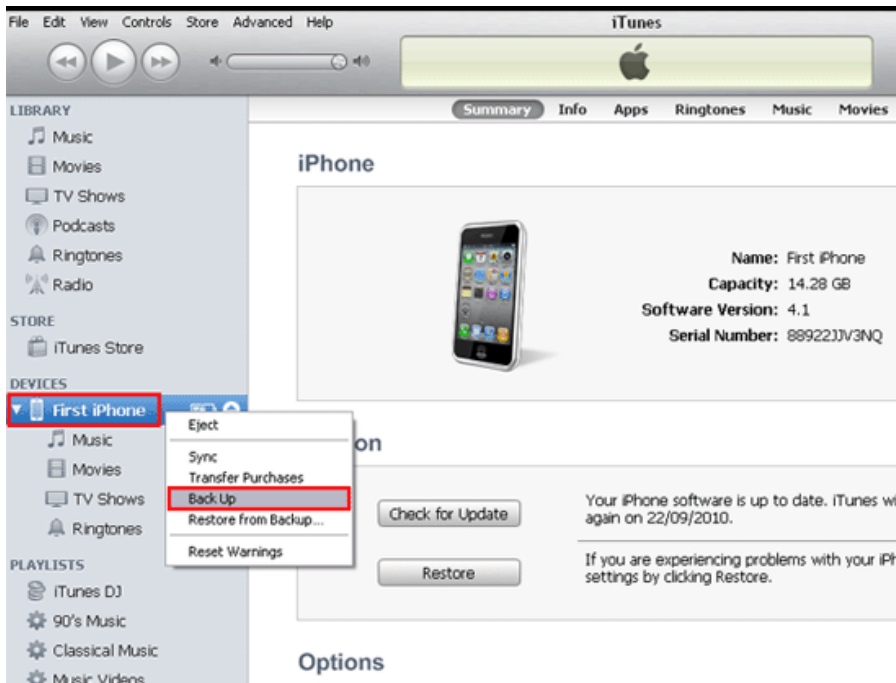 File Edit View Controls Store Advanced Help
iTunes
LIBRARY
Music
Movies
TV Shows
Podcasts
Ringtones
Radio
STORE
iTunes Store
DEVICES
First iPhone
Music
Movies
TV Shows
Ringtones
PLAYLISTS
iTunes DJ
90's Music
Classical Music
Music Videos
Eject
Sync
Transfer Purchases
Back Up
Restore from Backup...
Reset Warnings
Summary Info Apps Ringtones Music Movies
iPhone
Name: First iPhone
Capacity: 14.28 GB
Software Version: 4.1
Serial Number: 88922JJV3NQ
on
Check for Update
Your iPhone software is up to date. iTunes wi
again on 22/09/2010.
Restore
If you are experiencing problems with your iPh
settings by clicking Restore.
Options